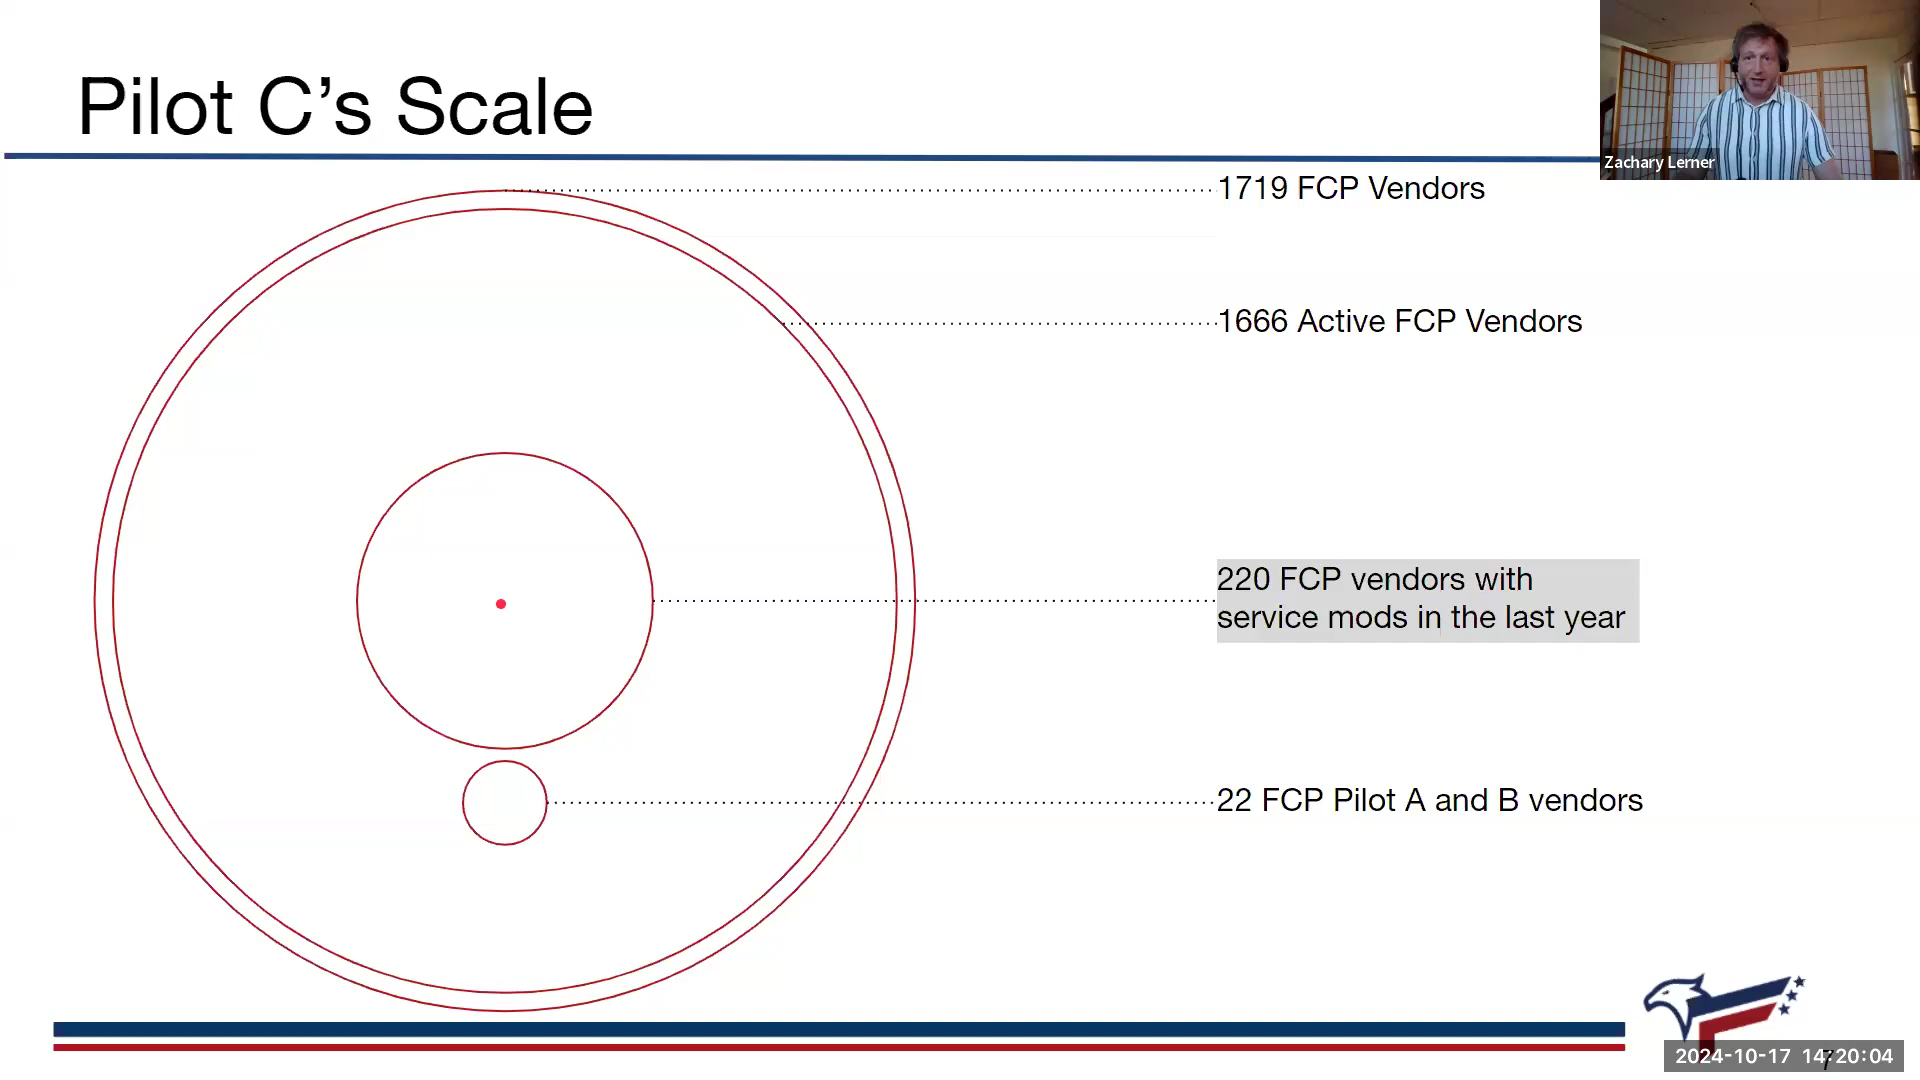 Pilot C’s Scale
Zachary Lerner
1719 FCP Vendors
1666 Active FCP Vendors
220 FCP vendors with
service mods in the last year
22 FCP Pilot A and B vendors
7
2024-10-17 14:20:04